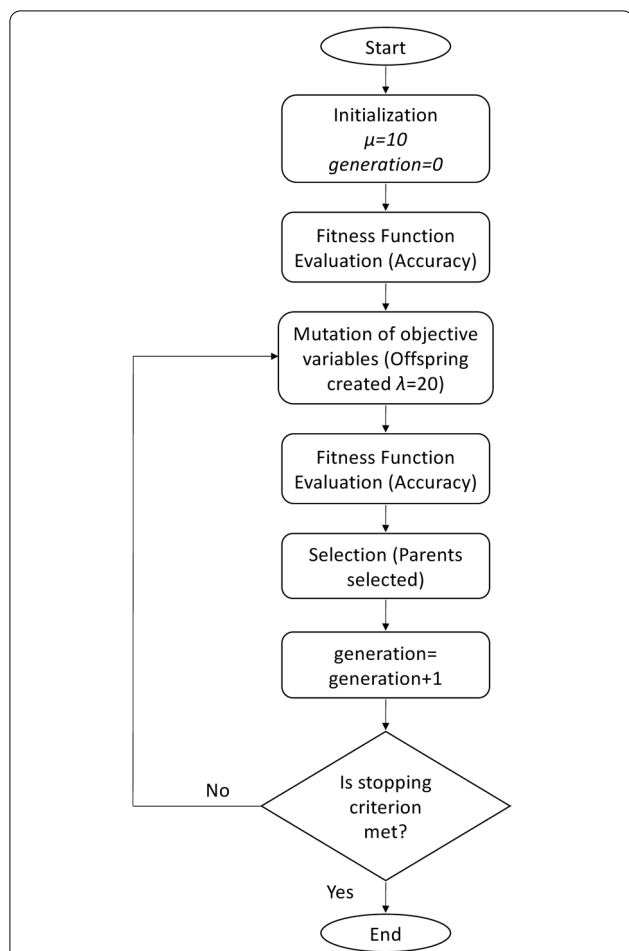 Start
Initialization
μ=10
generation=0
Fitness Function
Evaluation (Accuracy)
Mutation of objective
variables (Offspring
created λ=20)
Fitness Function
Evaluation (Accuracy)
Selection (Parents
selected)
generation=
generation+1
Is stopping
criterion
met?
No
Yes
End